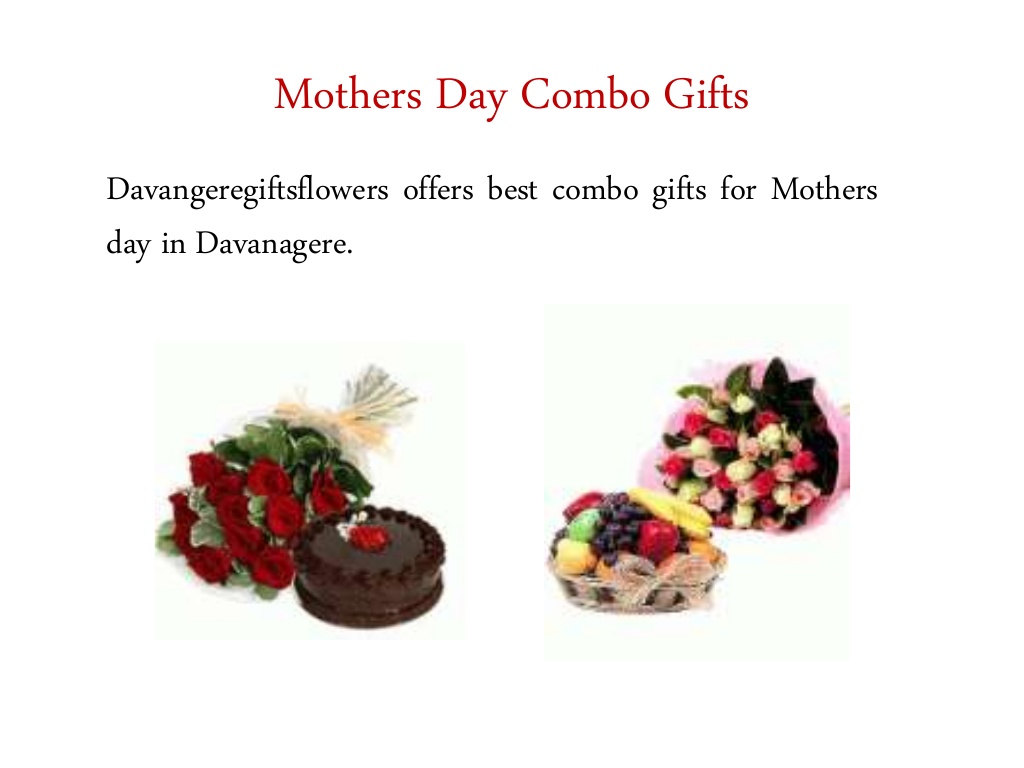 Mothers Day Combo Gifts
Davangeregiftsflowers offers best combo gifts for Mothers
day in Davanagere.